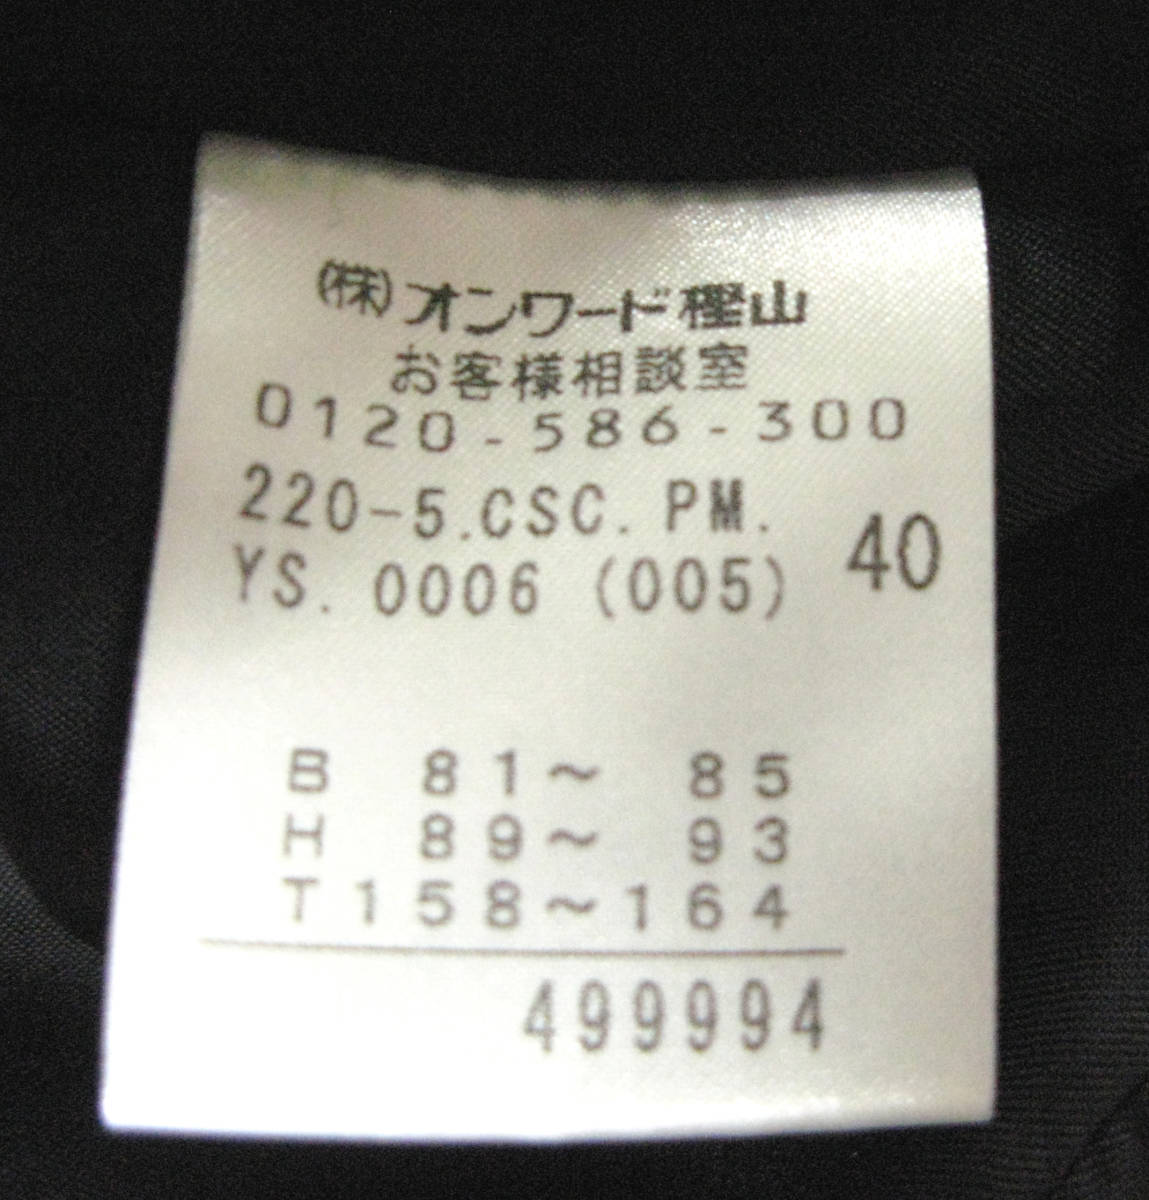 (株)オンワード樫山
お客様相談室
0120-586-300
220-5.CSC.PM.
YS.0006 (005) 40
B 81~ 85
H 89~ 93
T158~164
499994